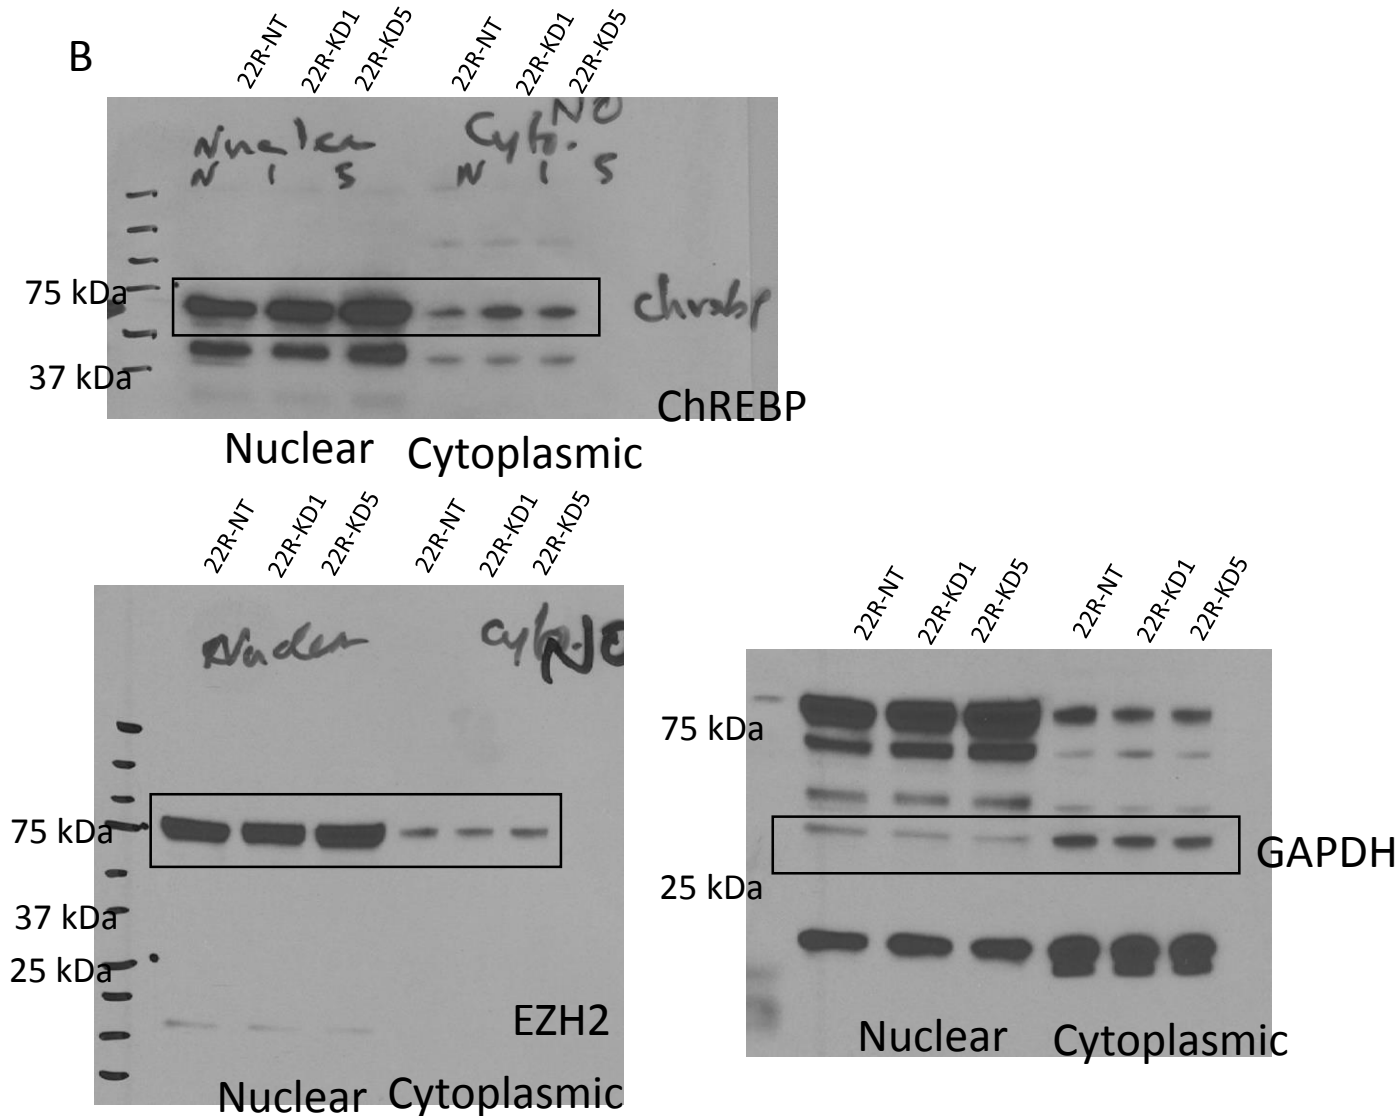 B
22R-NT 22R-KD1 22R-KD5 22R-NT 22R-KD1 22R-KD5
Nuclear Cyto. NO
N 1 5 N 1 5
75 kDa
chrebp
37 kDa
ChREBP
Nuclear Cytoplasmic
22R-NT 22R-KD1 22R-KD5 22R-NT 22R-KD1 22R-KD5
Nuclear cyto. NO
75 kDa
37 kDa
25 kDa
EZH2
Nuclear Cytoplasmic
22R-NT 22R-KD1 22R-KD5 22R-NT 22R-KD1 22R-KD5
75 kDa
GAPDH
25 kDa
Nuclear Cytoplasmic